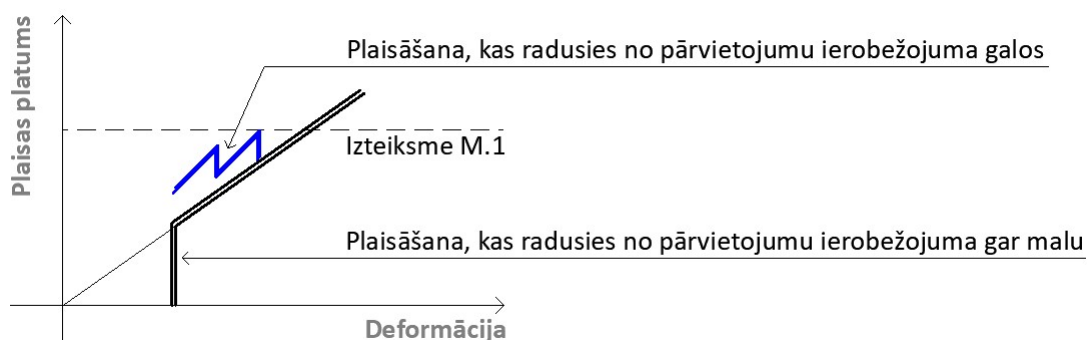 Plaisas platums
Plaisāšana, kas radusies no pārvietojumu ierobežojuma galos
Izteiksme M.1
Plaisāšana, kas radusies no pārvietojumu ierobežojuma gar malu
Deformācija